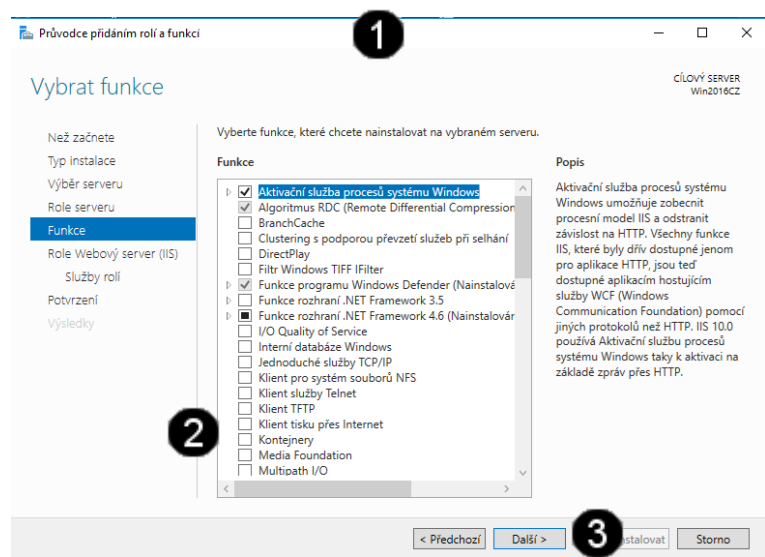 Průvodce přidáním rolí a funkcí
1
Vybrat funkce
CÍLOVÝ SERVER
Win2016CZ
Než začnete
Typ instalace
Výběr serveru
Role serveru
Funkce
Role Webový server (IIS)
Služby rolí
Potvrzení
Výsledky
Vyberte funkce, které chcete nainstalovat na vybraném serveru.
Funkce
Aktivační služba procesů systému Windows
Algoritmus RDC (Remote Differential Compression
BranchCache
Clustering s podporou převzetí služeb při selhání
DirectPlay
Filtr Windows TIFF IFilter
Funkce programu Windows Defender (Nainstalová
Funkce rozhraní .NET Framework 3.5
Funkce rozhraní .NET Framework 4.6 (Nainstalován
I/O Quality of Service
Interní databáze Windows
Jednoduché služby TCP/IP
Klient pro systém souborů NFS
Klient služby Telnet
Klient TFTP
Klient tisku přes Internet
Kontejnery
Media Foundation
Multipath I/O
2
Popis
Aktivační služba procesů systému
Windows umožňuje zobecnit
procesní model IIS a odstranit
závislost na HTTP. Všechny funkce
IIS, které byly dřív dostupné jenom
pro aplikace HTTP, jsou teď
dostupné aplikacím hostujícím
služby WCF (Windows
Communication Foundation) pomocí
jiných protokolů než HTTP. IIS 10.0
používá Aktivační službu procesů
systému Windows taky k aktivaci na
základě zpráv přes HTTP.
< Předchozí
Další >
3
stalovat
Storno